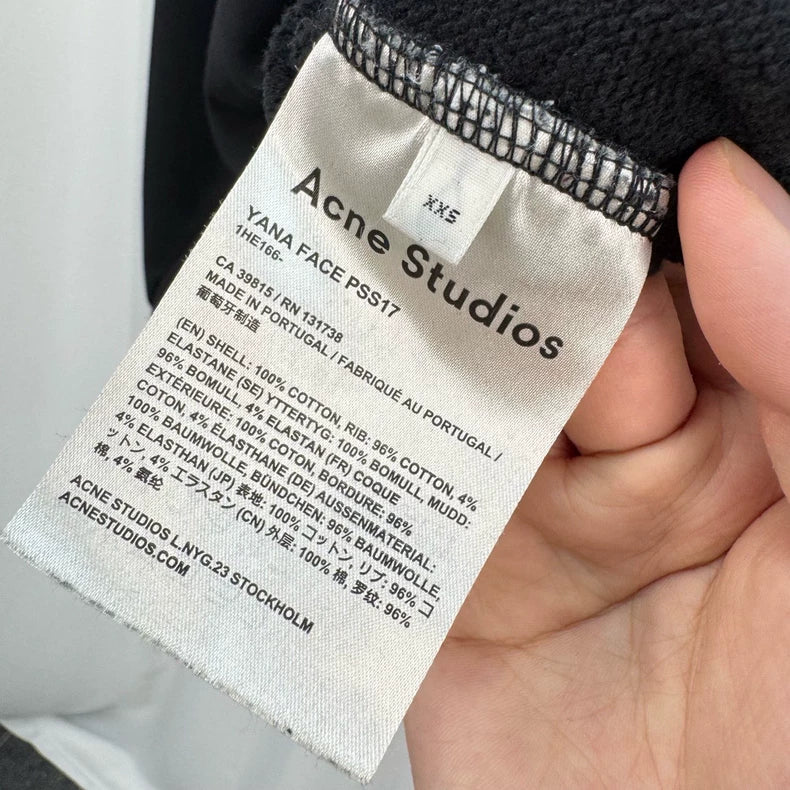 XXS
Acne Studios
YANA FACE PSS17
1HE166-
CA 39815 / RN 131738
MADE IN PORTUGAL / FABRIQUÉ AU PORTUGAL /
葡萄牙制造
(EN) SHELL: 100% COTTON, RIB: 96% COTTON, 4%
ELASTANE (SE) YTTERTYG: 100% BOMULL, MUDD:
96% BOMULL, 4% ELASTAN (FR) COQUE
EXTÉRIEURE: 100% COTON, BORDURE: 96%
COTON, 4% ÉLASTHANE (DE) AUSSENMATERIAL:
100% BAUMWOLLE, BÜNDCHEN: 96% BAUMWOLLE,
4% ELASTHAN (JP) 表地: 100% コットン, リブ: 96% コ
ットン, 4% エラスタン (CN) 外层: 100% 棉, 罗纹: 96%
棉, 4% 氨纶
ACNE STUDIOS L.NYG.23 STOCKHOLM
ACNESTUDIOS.COM